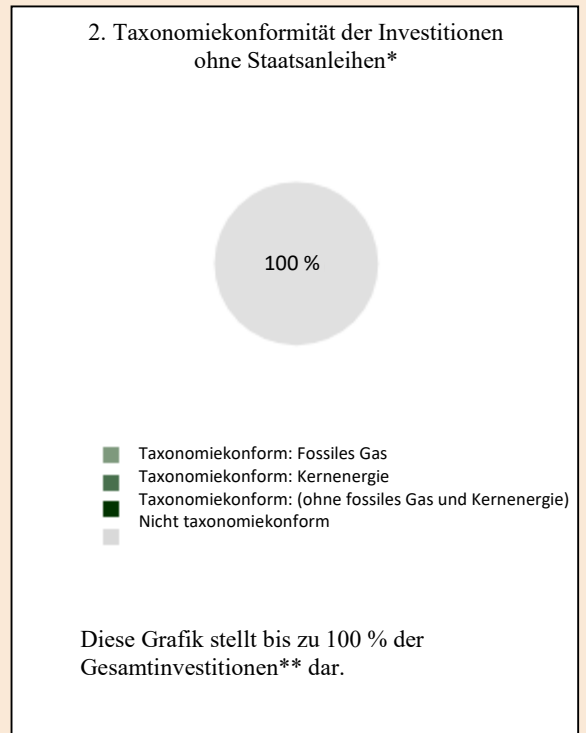 2. Taxonomiekonformität der Investitionen
ohne Staatsanleihen*
100 %
Taxonomiekonform: Fossiles Gas
Taxonomiekonform: Kernenergie
Taxonomiekonform: (ohne fossiles Gas und Kernenergie)
Nicht taxonomiekonform
Diese Grafik stellt bis zu 100 % der
Gesamtinvestitionen** dar.